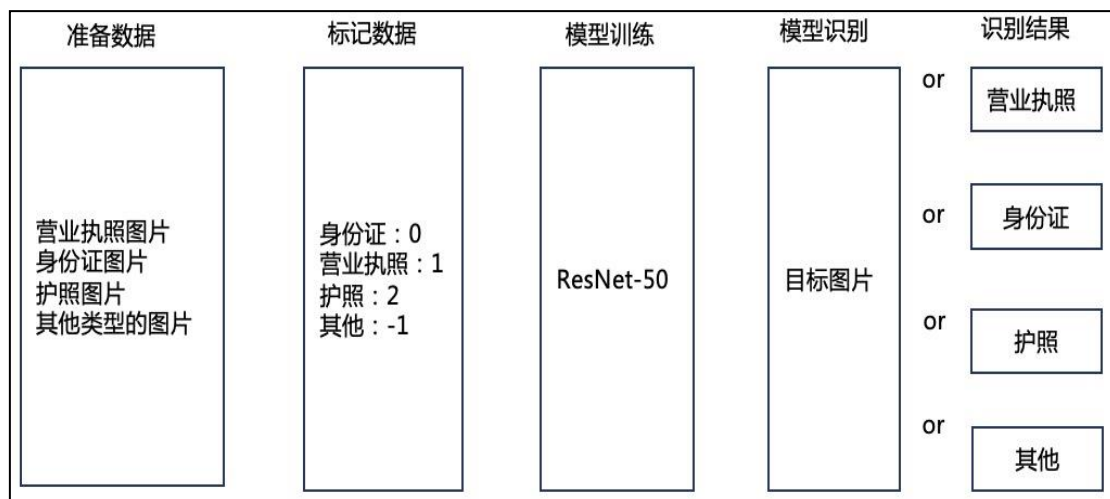 准备数据
标记数据
模型训练
模型识别
识别结果
营业执照图片
身份证图片
护照图片
其他类型的图片
身份证：0
营业执照：1
护照：2
其他：-1
ResNet-50
目标图片
or
营业执照
or
身份证
or
护照
or
其他